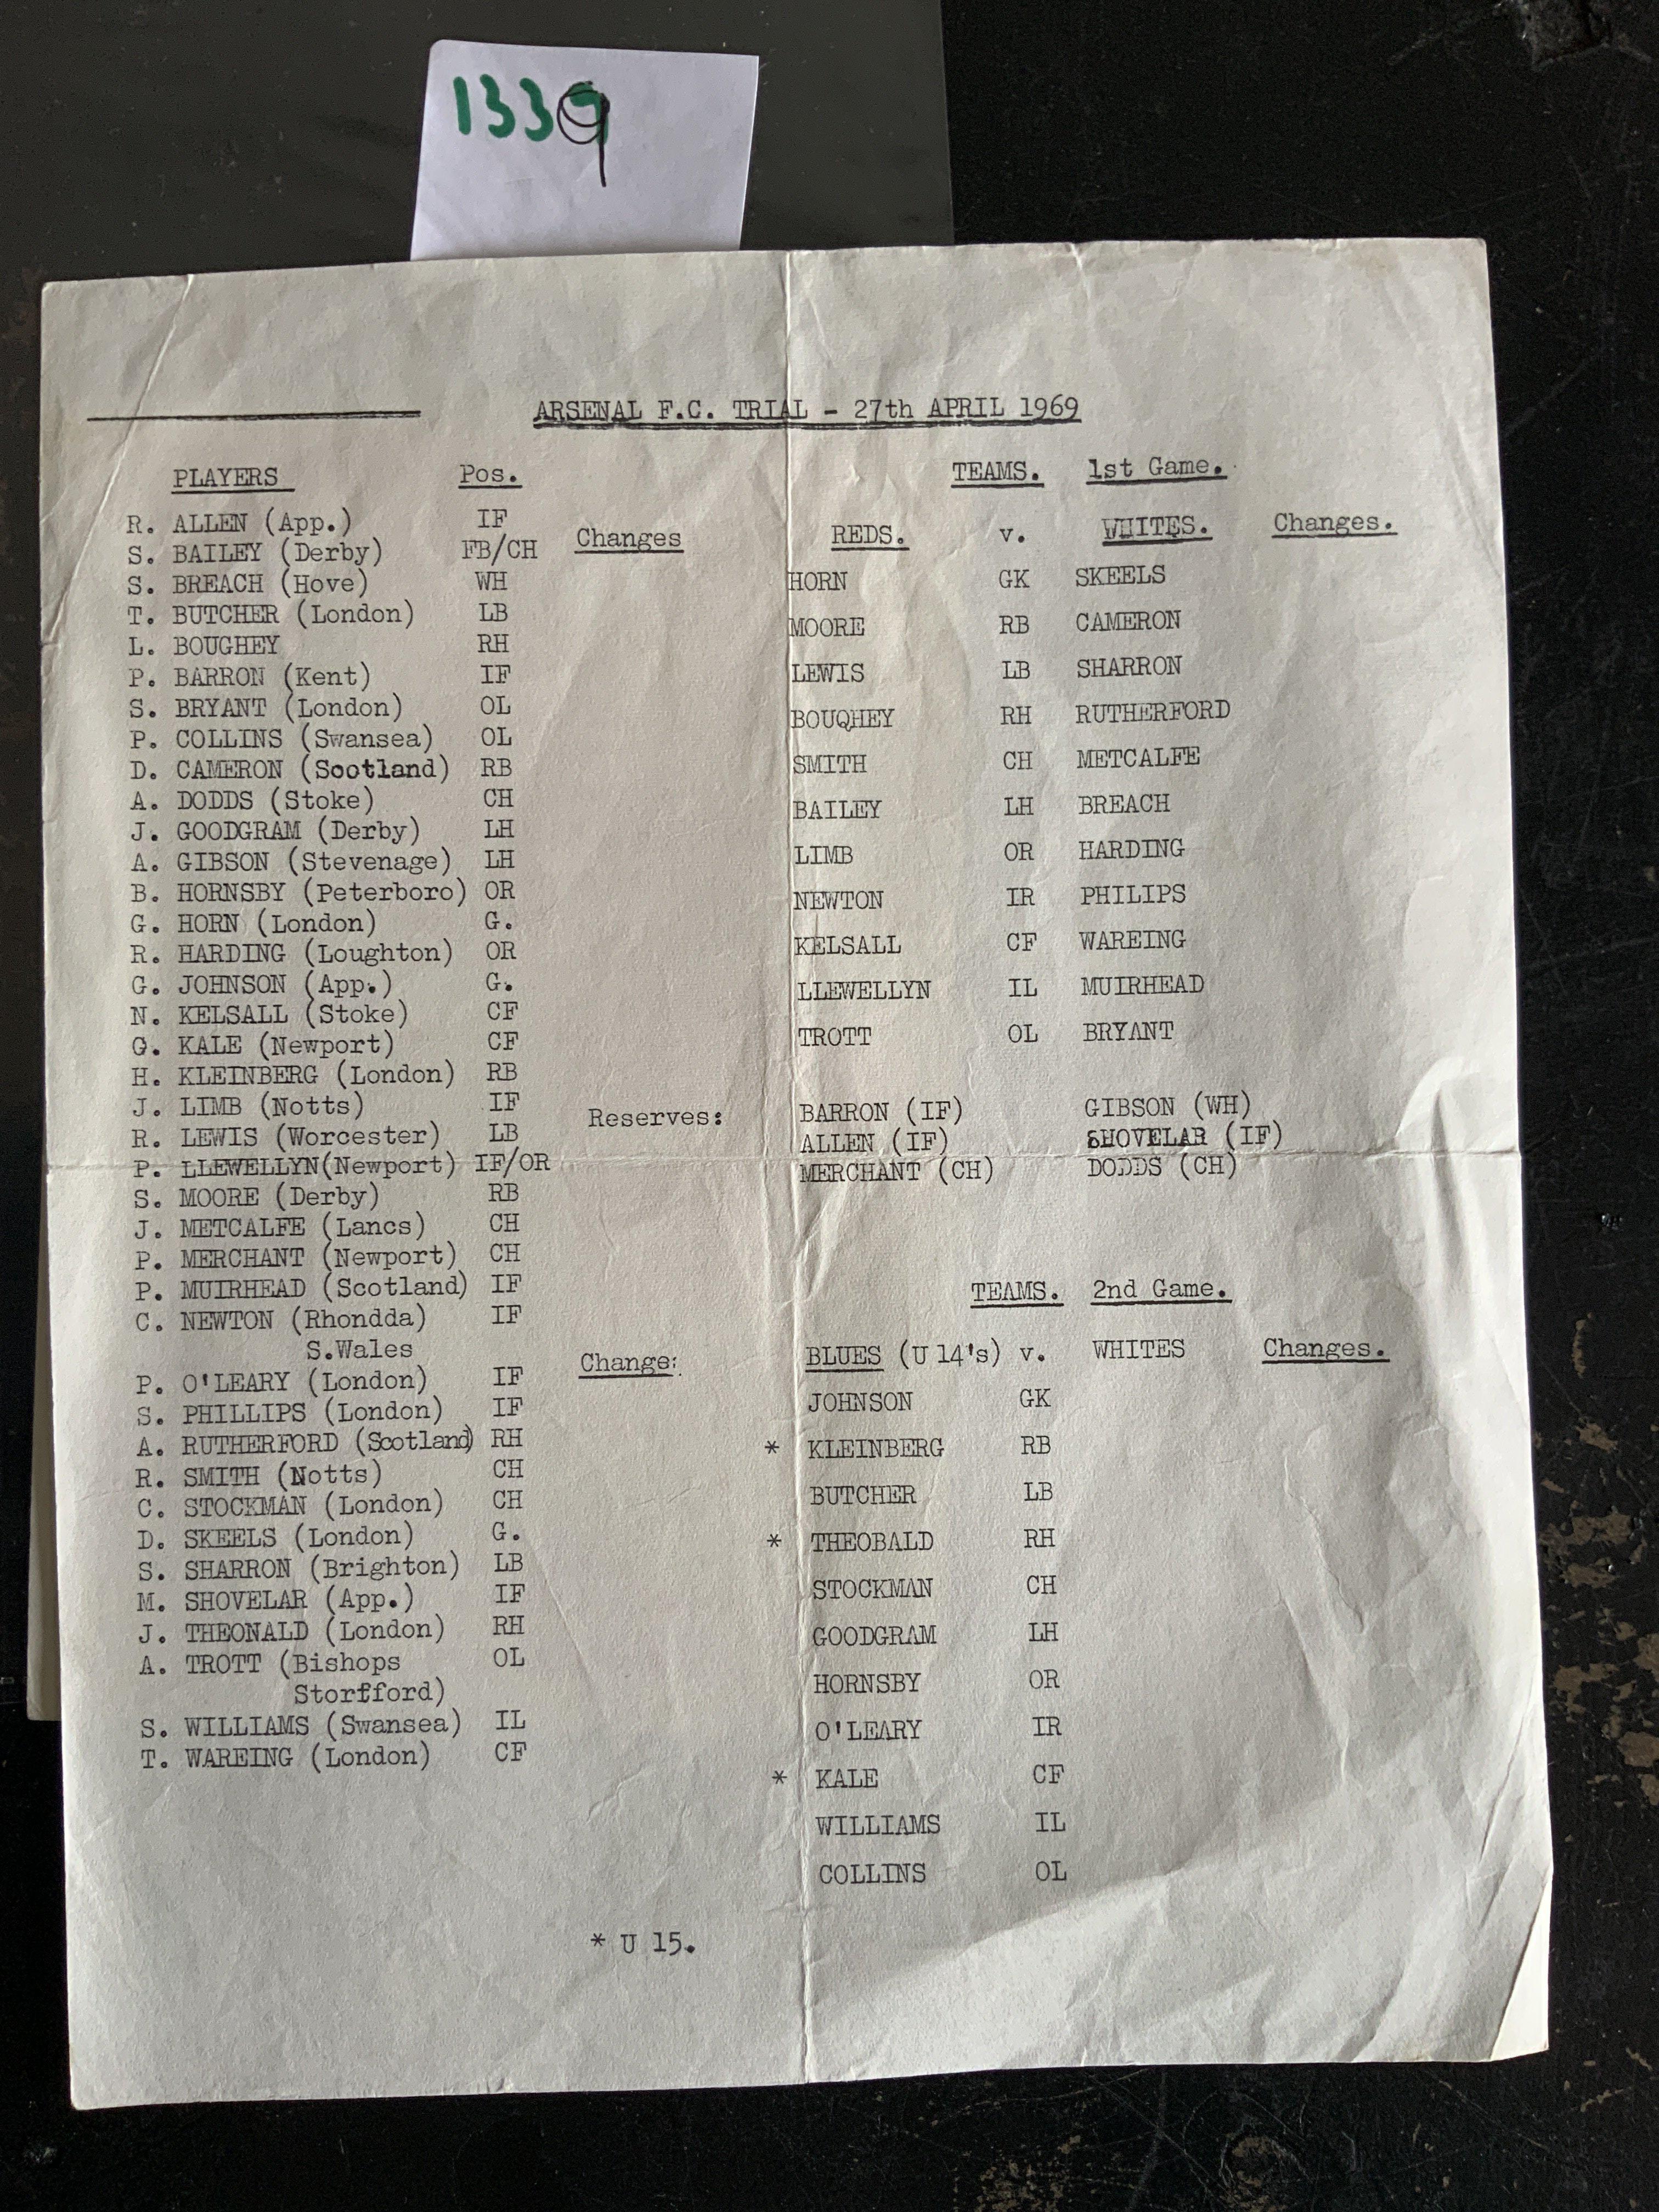 1339
ARSENAL F.C. TRIAL - 27th APRIL 1969
PLAYERS Pos.
R. ALLEN (App.) IF
S. BAILEY (Derby) FB/CH
S. BREACH (Hove) WH
T. BUTCHER (London) LB
L. BOUGHEY RH
P. BARRON (Kent) IF
S. BRYANT (London) OL
P. COLLINS (Swansea) OL
D. CAMERON (Scotland) RB
A. DODDS (Stoke) CH
J. GOODGRAM (Derby) LH
A. GIBSON (Stevenage) LH
B. HORNSBY (Peterboro) OR
G. HORN (London) G.
R. HARDING (Loughton) OR
G. JOHNSON (App.) G.
N. KELSALL (Stoke) CF
G. KALE (Newport) CF
H. KLEINBERG (London) RB
J. LIMB (Notts) IF
R. LEWIS (Worcester) LB
P. LLEWELLYN(Newport) IF/OR
S. MOORE (Derby) RB
J. METCALFE (Lancs) CH
P. MERCHANT (Newport) CH
P. MUIRHEAD (Scotland) IF
C. NEWTON (Rhondda) IF
S.Wales
P. O'LEARY (London) IF
S. PHILLIPS (London) IF
A. RUTHERFORD (Scotland) RH
R. SMITH (Notts) CH
C. STOCKMAN (London) CH
D. SKEELS (London) G.
S. SHARRON (Brighton) LB
M. SHOVELAR (App.) IF
J. THEONALD (London) RH
A. TROTT (Bishops OL
Storfford)
S. WILLIAMS (Swansea) IL
T. WAREING (London) CF
TEAMS. 1st Game.
Changes REDS. v. WHITES. Changes.
HORN GK SKEELS
MOORE RB CAMERON
LEWIS LB SHARRON
BOUQHEY RH RUTHERFORD
SMITH CH METCALFE
BAILEY LH BREACH
LIMB OR HARDING
NEWTON IR PHILIPS
KELSALL CF WAREING
LLEWELLYN IL MUIRHEAD
TROTT OL BRYANT
Reserves: BARRON (IF) GIBSON (WH)
ALLEN (IF) SHOVELAR (IF)
MERCHANT (CH) DODDS (CH)
TEAMS. 2nd Game.
Change: BLUES (U 14's) v. WHITES Changes.
JOHNSON GK
* KLEINBERG RB
BUTCHER LB
* THEOBALD RH
STOCKMAN CH
GOODGRAM LH
HORNSBY OR
O'LEARY IR
* KALE CF
WILLIAMS IL
COLLINS OL
* U 15.